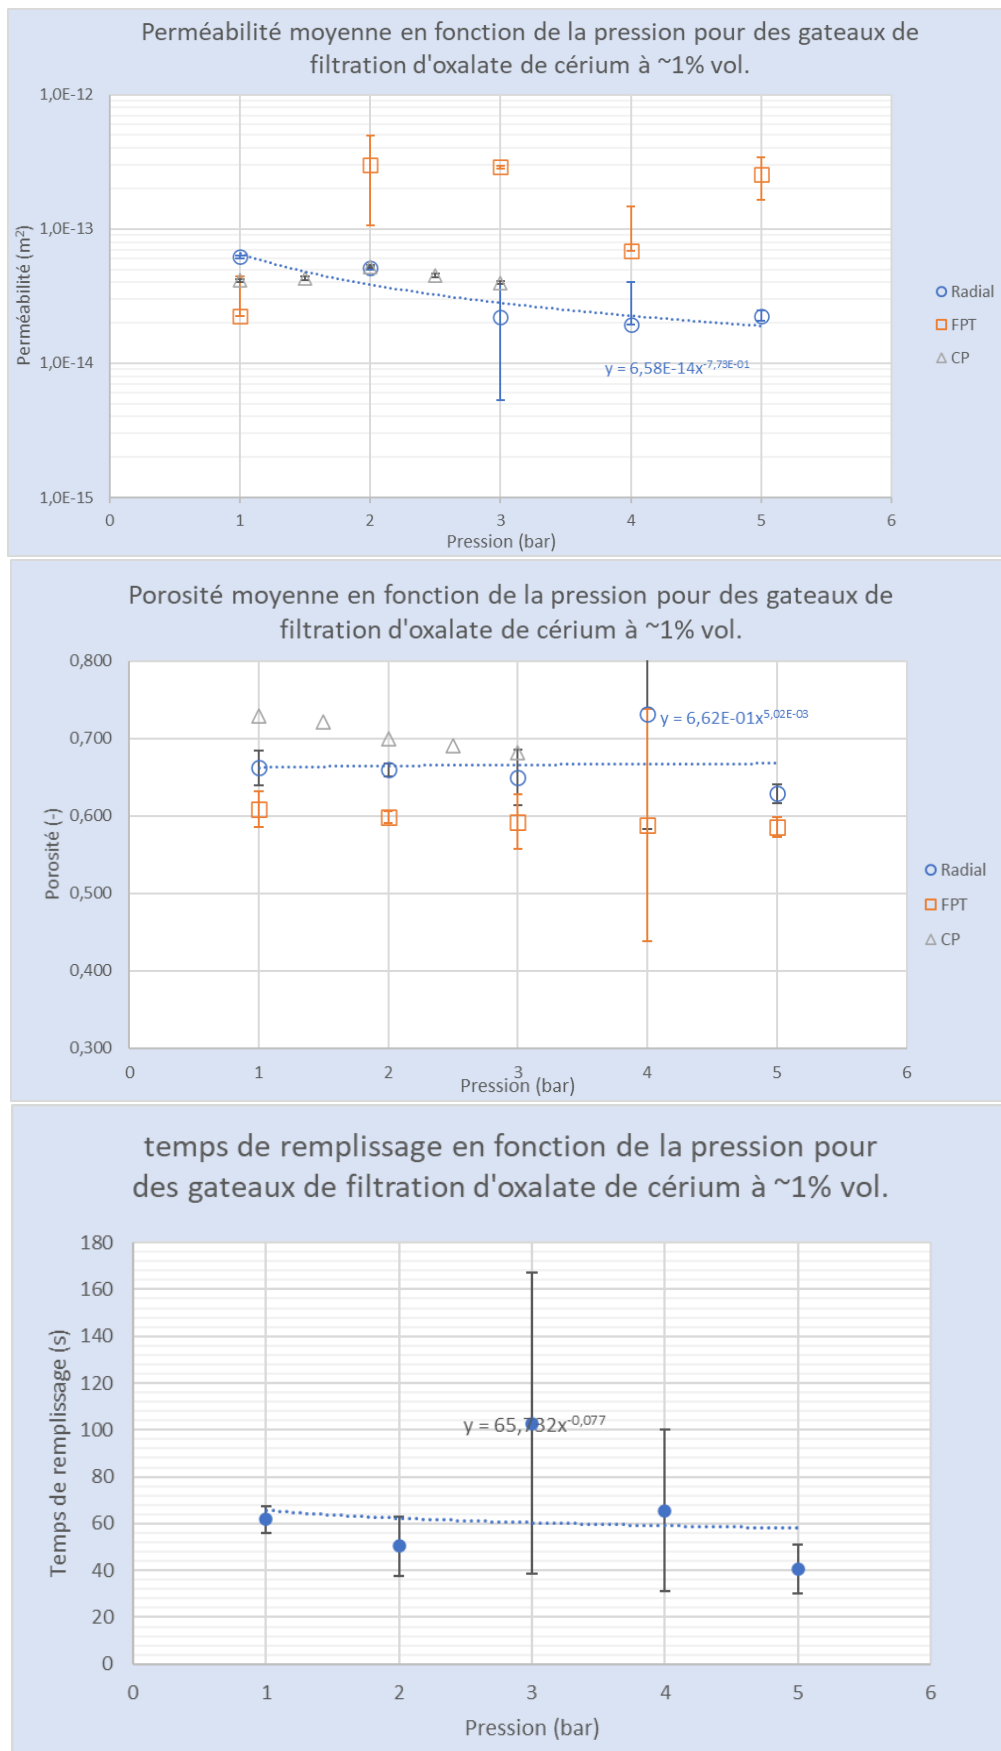 Perméabilité moyenne en fonction de la pression pour des gateaux de
filtration d'oxalate de cérium à ~1% vol.
1,0E-12
1,0E-13
1,0E-14
1,0E-15
Perméabilité (m²)
y = 6,58E-14x^-7,73E-01
Radial
FPT
CP
0 1 2 3 4 5 6
Pression (bar)
Porosité moyenne en fonction de la pression pour des gateaux de
filtration d'oxalate de cérium à ~1% vol.
0,800
0,700
0,600
0,500
0,400
0,300
Porosité (-)
y = 6,62E-01x^5,02E-03
Radial
FPT
CP
0 1 2 3 4 5 6
Pression (bar)
temps de remplissage en fonction de la pression pour
des gateaux de filtration d'oxalate de cérium à ~1% vol.
180
160
140
120
100
80
60
40
20
0
Temps de remplissage (s)
y = 65,732x^-0,077
0 1 2 3 4 5 6
Pression (bar)